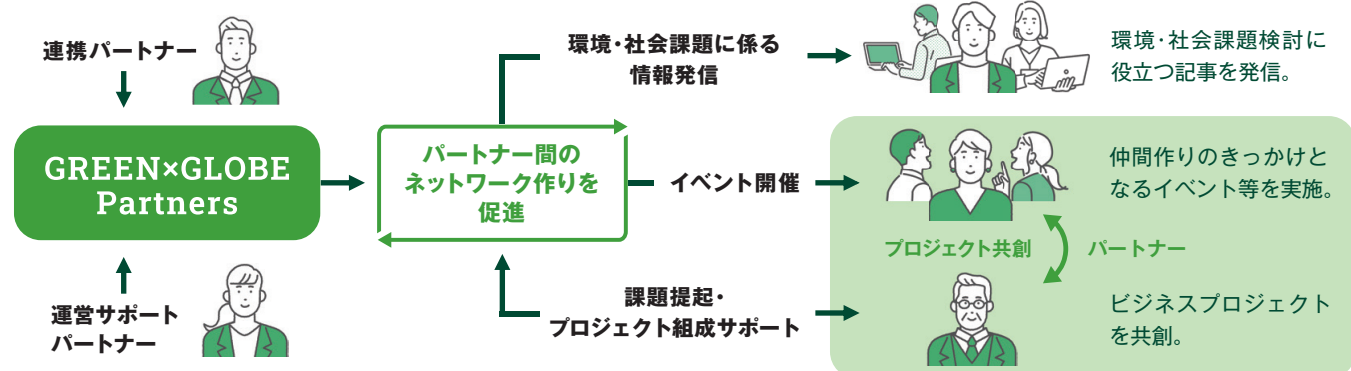 連携パートナー
GREEN×GLOBE
Partners
運営サポート
パートナー
パートナー間の
ネットワーク作りを
促進
環境・社会課題に係る
情報発信
環境・社会課題検討に
役立つ記事を発信。
イベント開催
仲間作りのきっかけと
なるイベント等を実施。
プロジェクト共創
パートナー
課題提起・
プロジェクト組成サポート
ビジネスプロジェクト
を共創。